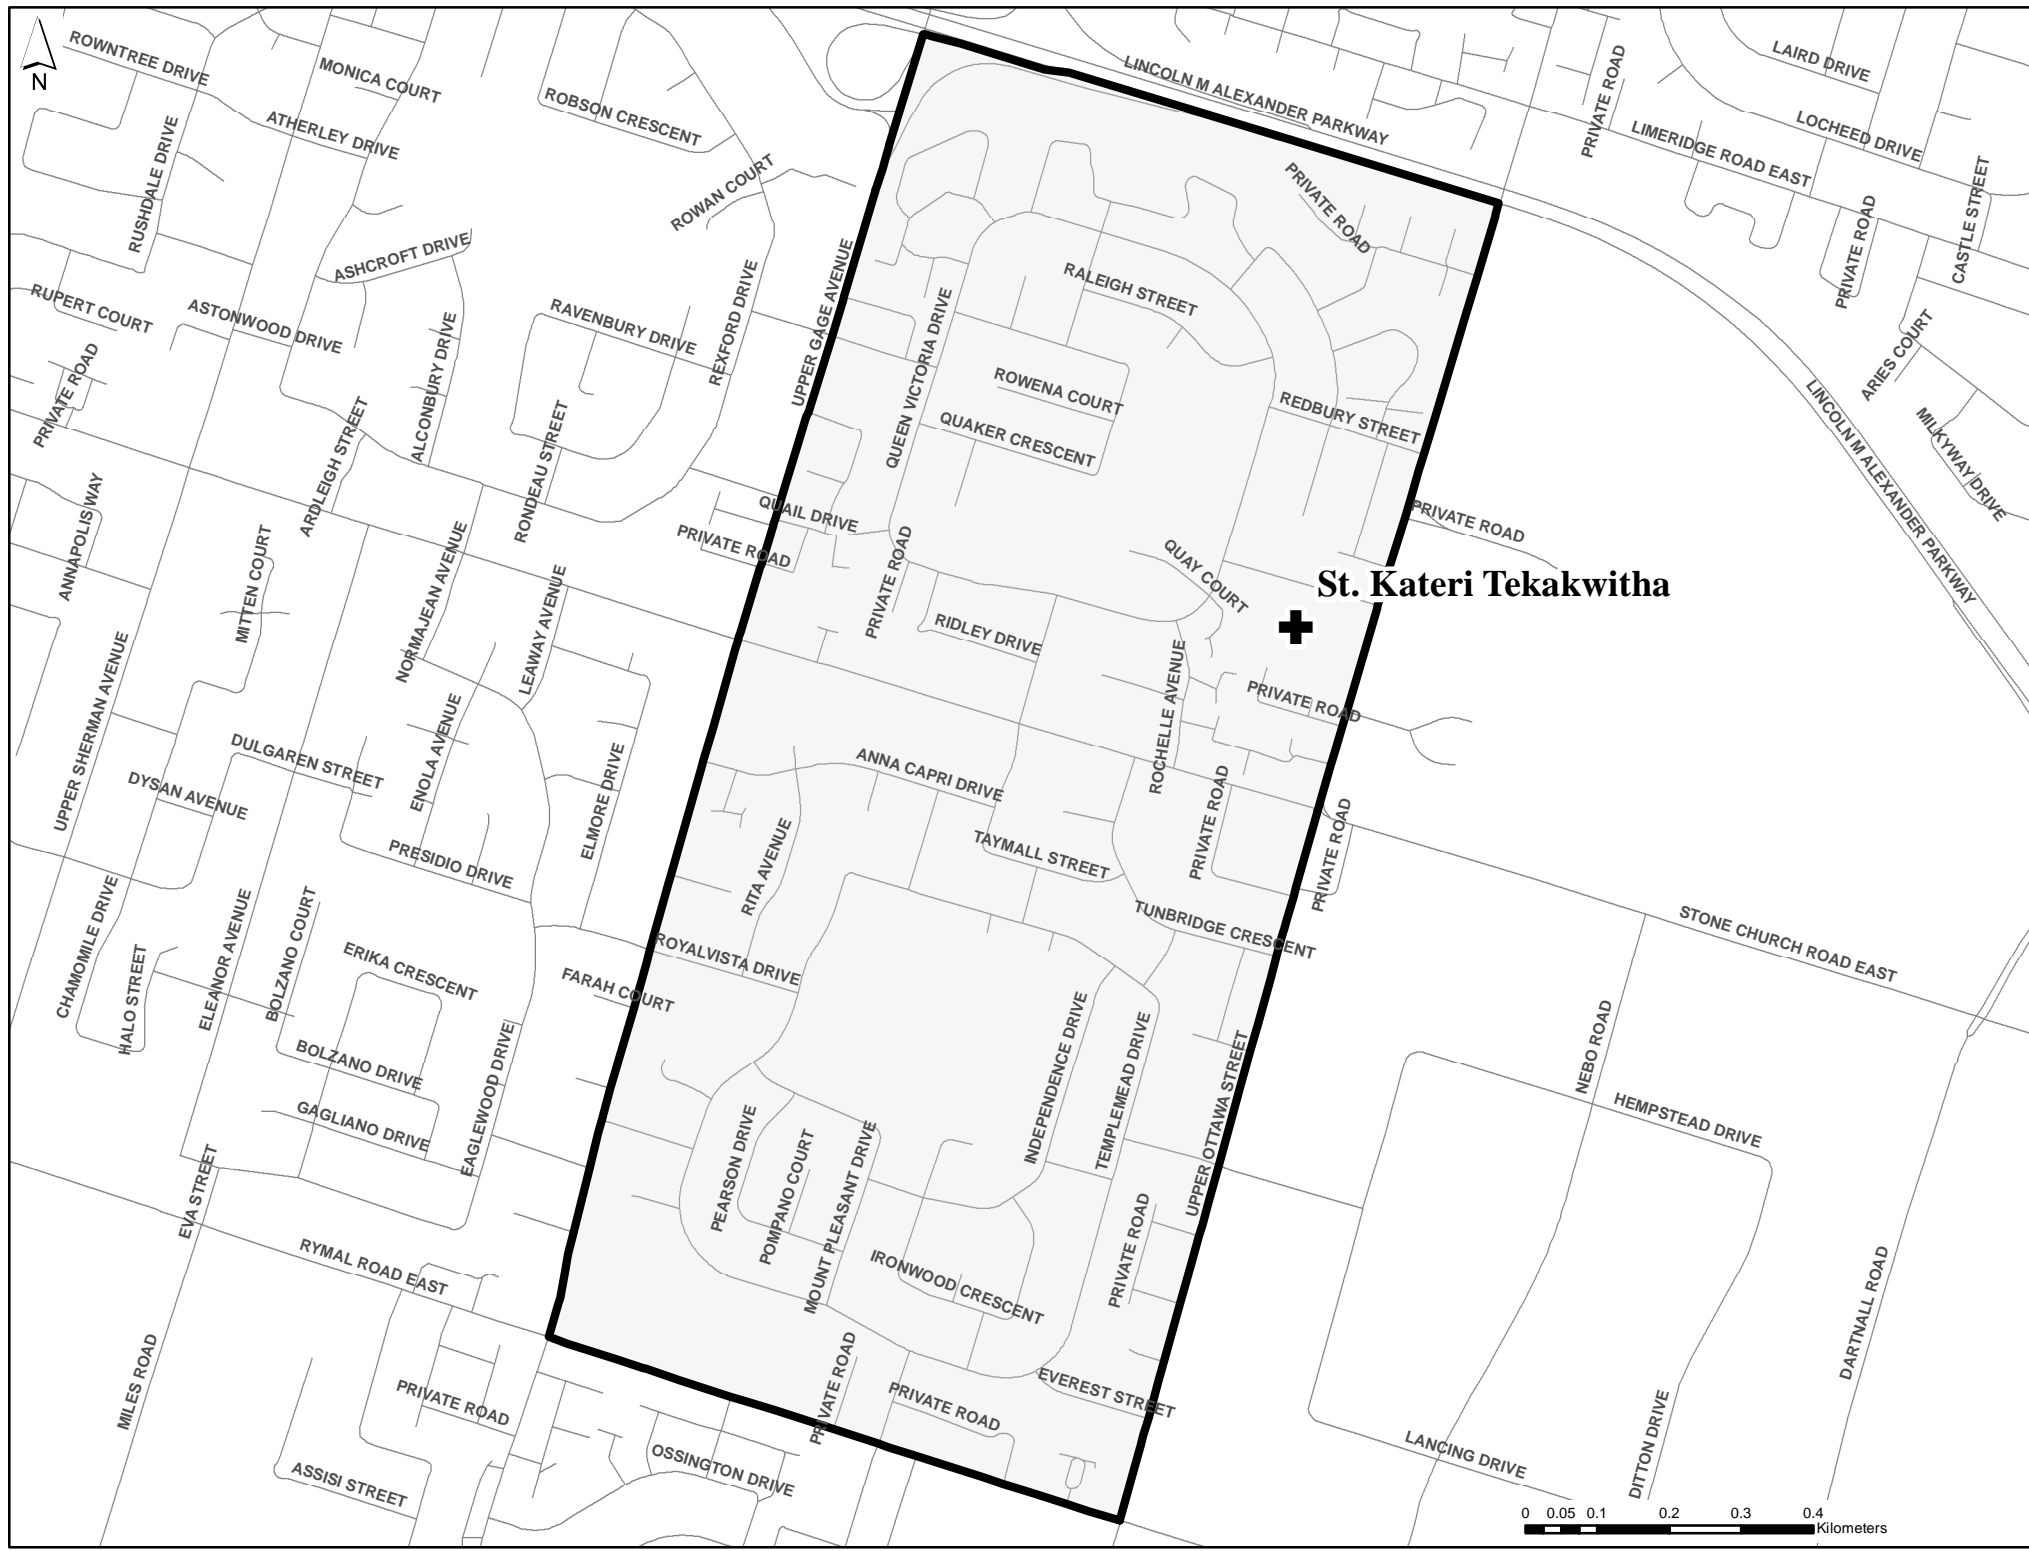 N
ROWNTREE DRIVE
MONICA COURT
ROBSON CRESCENT
LINCOLN M ALEXANDER PARKWAY
PRIVATE ROAD
LAIRD DRIVE
LOCHEED DRIVE
LIMERIDGE ROAD EAST
ATHERLEY DRIVE
RUSHDALE DRIVE
ROWAN COURT
PRIVATE ROAD
PRIVATE ROAD
CASTLE STREET
ASHCROFT DRIVE
UPPER GAGE AVENUE
REXFORD DRIVE
RALEIGH STREET
QUEEN VICTORIA DRIVE
RUPERT COURT
ASTONWOOD DRIVE
RAVENBURY DRIVE
ALCONBURY DRIVE
ARIES COURT
PRIVATE ROAD
ROWENA COURT
QUAKER CRESCENT
REDBURY STREET
LINCOLN M ALEXANDER PARKWAY
MILKYWAY DRIVE
ARDLEIGH STREET
RONDEAU STREET
ANNAPOLIS WAY
QUAIL DRIVE
PRIVATE ROAD
PRIVATE ROAD
PRIVATE ROAD
MITTEN COURT
NORMAJEAN AVENUE
LEAWAY AVENUE
QUAY COURT
St. Kateri Tekakwitha
RIDLEY DRIVE
UPPER SHERMAN AVENUE
ROCHELLE AVENUE
PRIVATE ROAD
ENOLA AVENUE
DULGAREN STREET
ELMORE DRIVE
ANNA CAPRI DRIVE
DYSAN AVENUE
PRIVATE ROAD
PRIVATE ROAD
RITA AVENUE
TAYMALL STREET
PRESIDIO DRIVE
CHAMOMILE DRIVE
ELEANOR AVENUE
BOLZANO COURT
TUNBRIDGE CRESCENT
STONE CHURCH ROAD EAST
HALO STREET
ERIKA CRESCENT
ROYALVISTA DRIVE
FARAH COURT
INDEPENDENCE DRIVE
TEMPLEMEAD DRIVE
NEBO ROAD
EAGLEWOOD DRIVE
BOLZANO DRIVE
UPPER OTTAWA STREET
GAGLIANO DRIVE
HEMPSTEAD DRIVE
PEARSON DRIVE
POMPANO COURT
MOUNT PLEASANT DRIVE
EVA STREET
PRIVATE ROAD
RYMAL ROAD EAST
IRONWOOD CRESCENT
DARTNALL ROAD
MILES ROAD
PRIVATE ROAD
PRIVATE ROAD
PRIVATE ROAD
EVEREST STREET
DITTON DRIVE
LANCING DRIVE
OSSINGTON DRIVE
ASSISI STREET
0 0.05 0.1 0.2 0.3 0.4
Kilometers